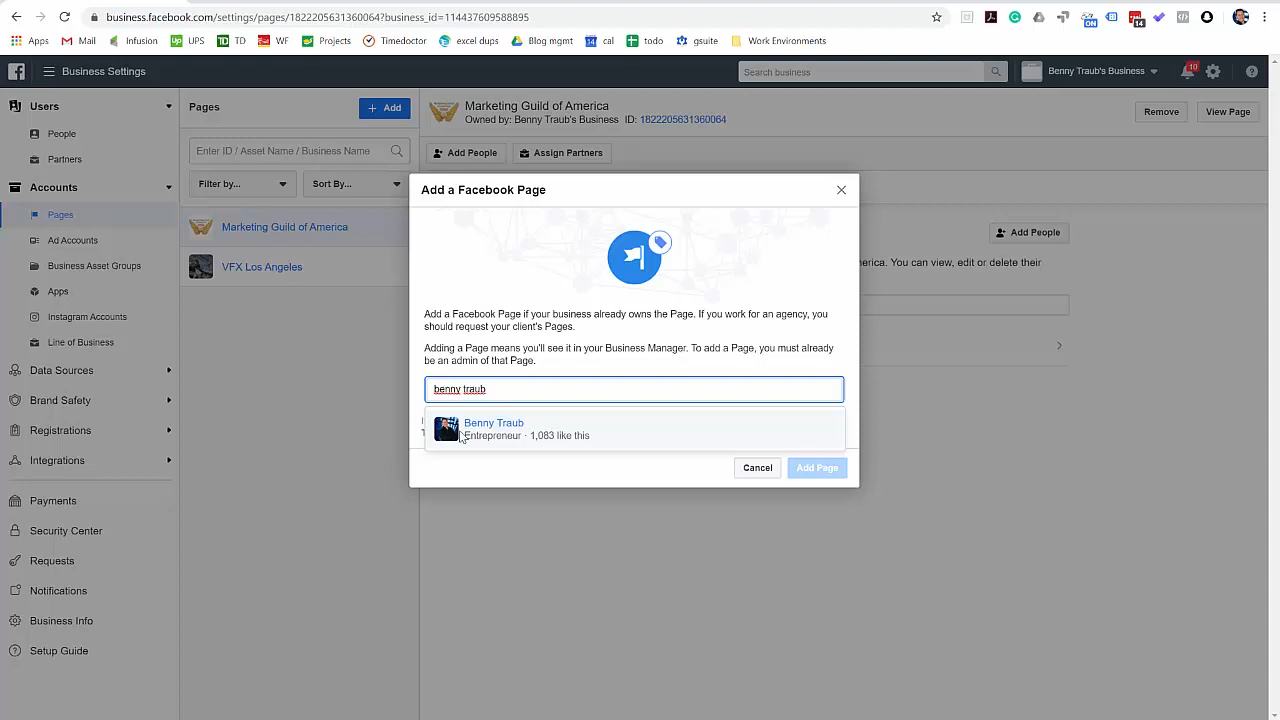 business.facebook.com/settings/pages/1822205631360064?business_id=114437609588895
14
Apps
Mail
Infusion
UPS
TD
WF
Projects
Timedoctor
excel dups
Blog mgmt
cal
todo
gsuite
Work Environments
Business Settings
Search business
Benny Traub's Business
10
Users
People
Partners
Accounts
Pages
Ad Accounts
Business Asset Groups
Apps
Instagram Accounts
Line of Business
Data Sources
Brand Safety
Registrations
Integrations
Payments
Security Center
Requests
Notifications
Business Info
Setup Guide
Pages
+ Add
Enter ID / Asset Name / Business Name
Filter by...
Sort By...
Marketing Guild of America
VFX Los Angeles
Marketing Guild of America
Owned by: Benny Traub's Business ID: 1822205631360064
Remove
View Page
Add People
Assign Partners
Add People
erica. You can view, edit or delete their
Add a Facebook Page
Add a Facebook Page if your business already owns the Page. If you work for an agency, you
should request your client's Pages.
Adding a Page means you'll see it in your Business Manager. To add a Page, you must already
be an admin of that Page.
benny traub
Benny Traub
Entrepreneur · 1,083 like this
Cancel
Add Page